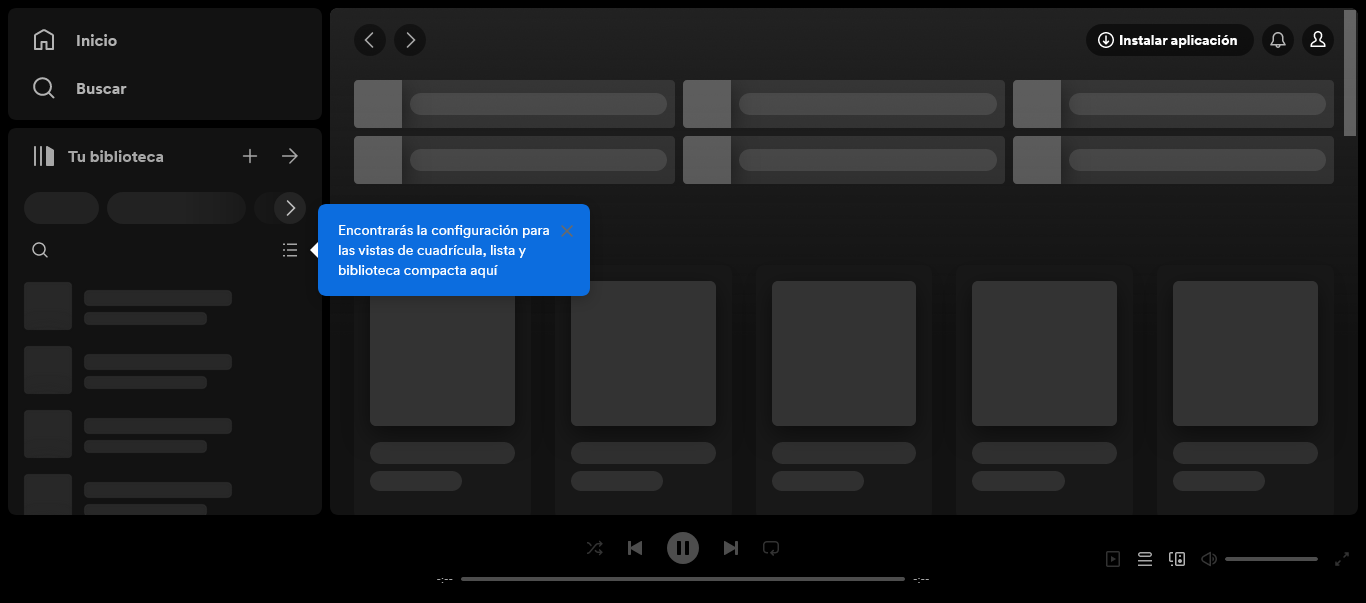 Inicio
Buscar
Tu biblioteca
Instalar aplicación
Encontrarás la configuración para
las vistas de cuadrícula, lista y
biblioteca compacta aquí
-:--
-:--